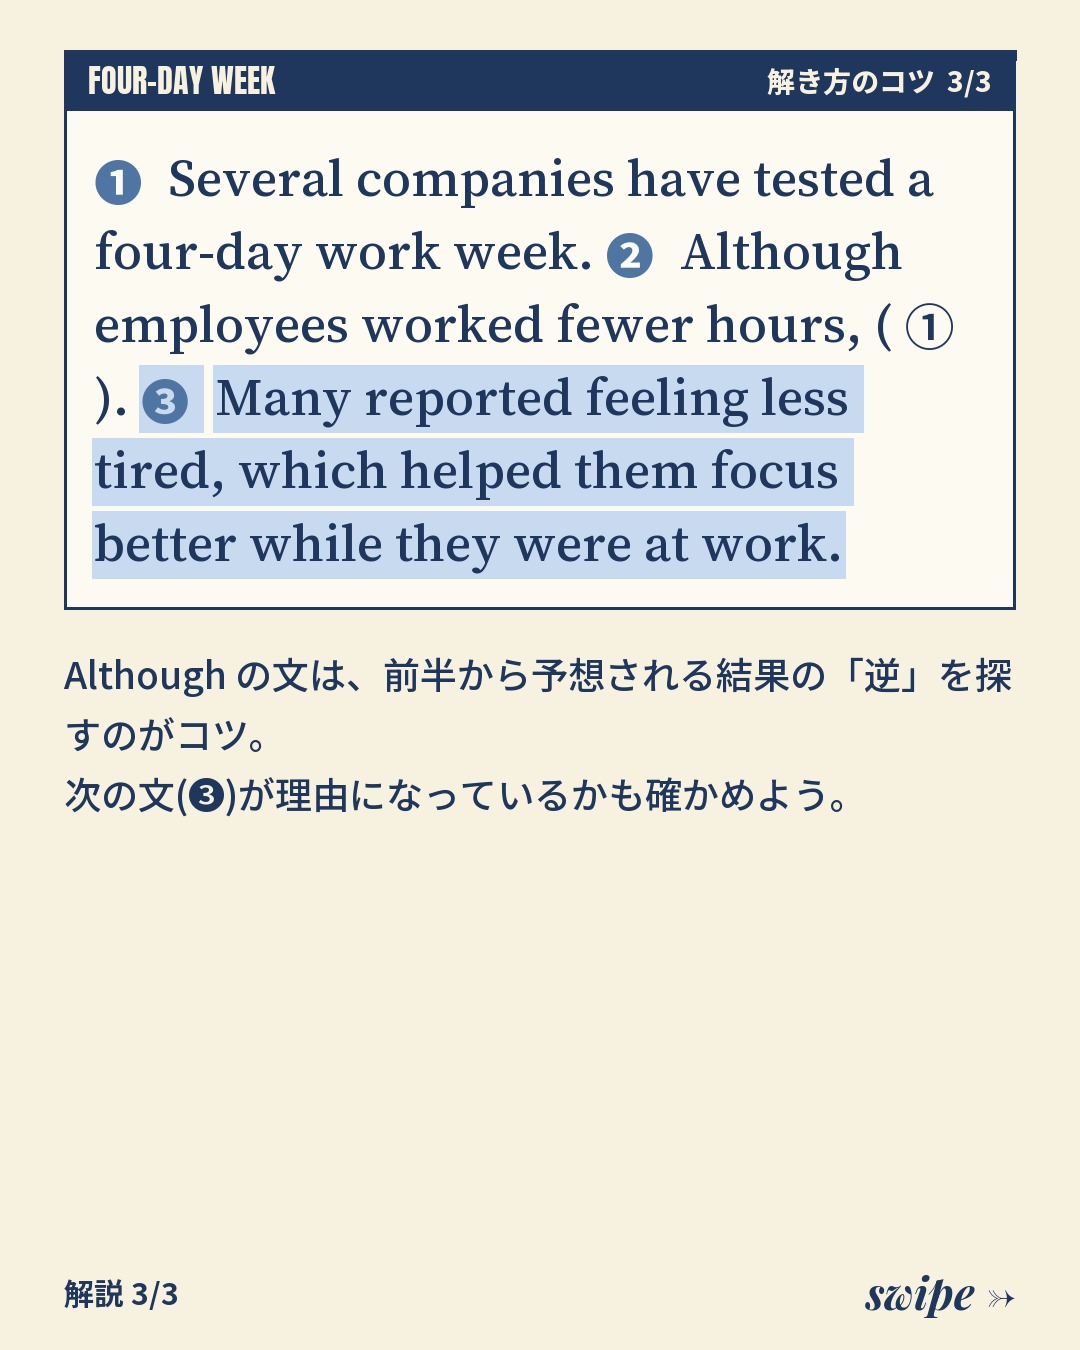 FOUR-DAY WEEK
解き方のコツ 3/3
❶ Several companies have tested a
four-day work week. ❷ Although
employees worked fewer hours, ( ①
). ❸ Many reported feeling less
tired, which helped them focus
better while they were at work.
Although の文は、前半から予想される結果の「逆」を探
すのがコツ。
次の文(❸)が理由になっているかも確かめよう。
解説 3/3
swipe